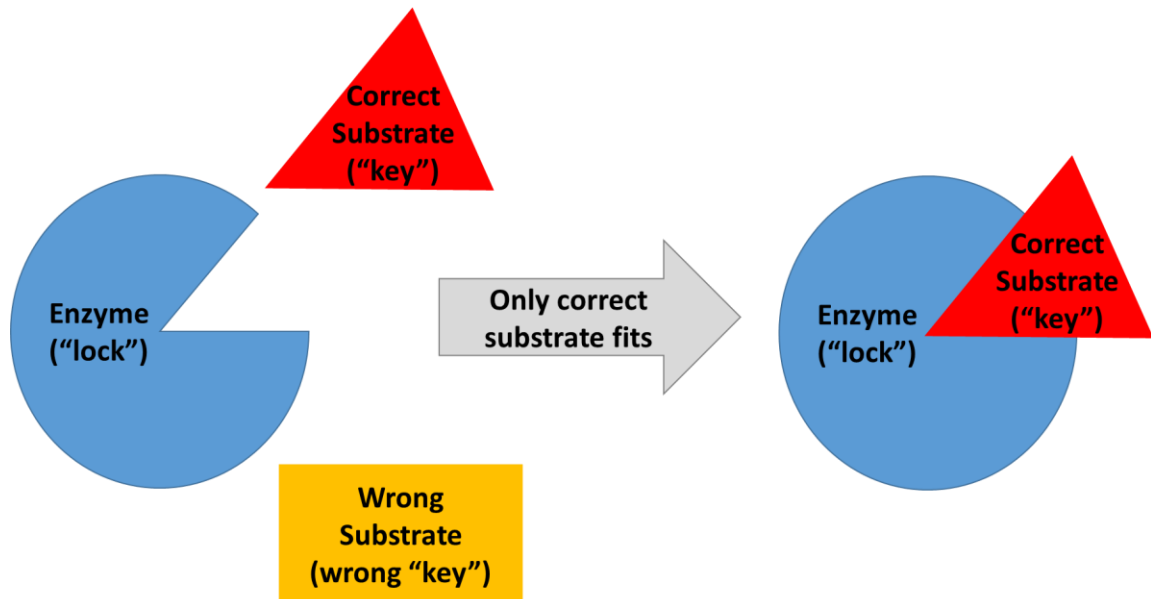 Correct
Substrate
(“key”)
Enzyme
(“lock”)
Wrong
Substrate
(wrong “key”)
Only correct
substrate fits
Enzyme
(“lock”)
Correct
Substrate
(“key”)